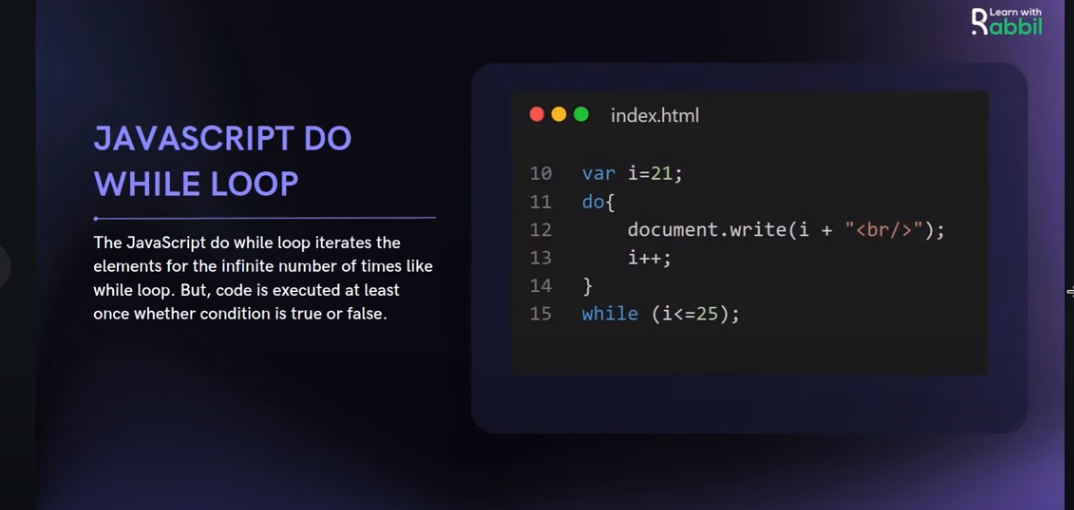 Learn with
Rabbil
JAVASCRIPT DO
WHILE LOOP
The JavaScript do while loop iterates the
elements for the infinite number of times like
while loop. But, code is executed at least
once whether condition is true or false.
index.html
10 var i=21;
11 do{
12     document.write(i + "<br/>");
13     i++;
14 }
15 while (i<=25);